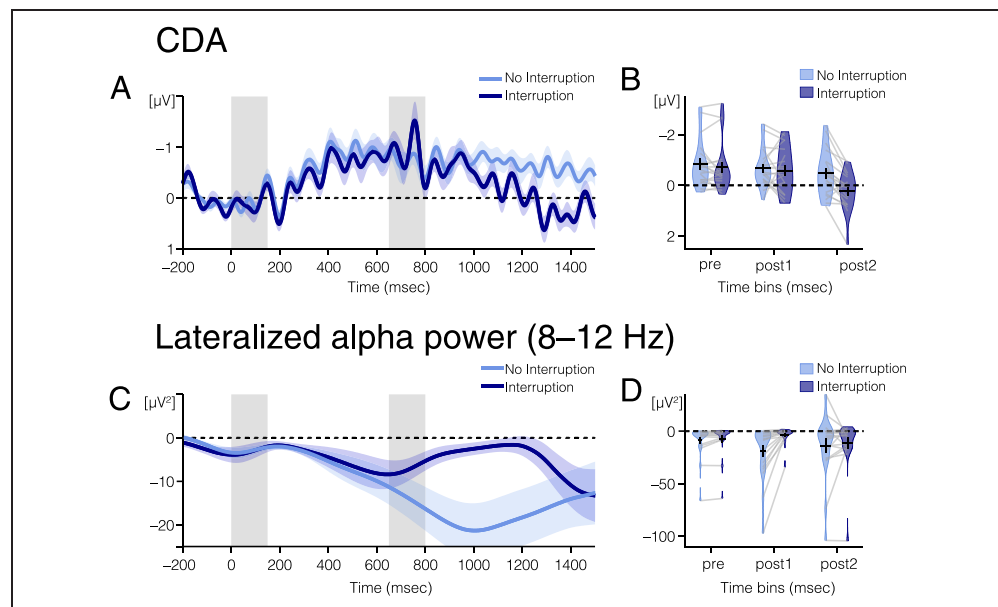 CDA
A
[µV]
No Interruption
Interruption
−1
0
1
−200 0 200 400 600 800 1000 1200 1400
Time (msec)
B
[µV]
No Interruption
Interruption
−2
0
2
pre post1 post2
Time bins (msec)
Lateralized alpha power (8–12 Hz)
C
[µV²]
No Interruption
Interruption
0
−10
−20
−200 0 200 400 600 800 1000 1200 1400
Time (msec)
D
[µV²]
No Interruption
Interruption
0
−50
−100
pre post1 post2
Time bins (msec)